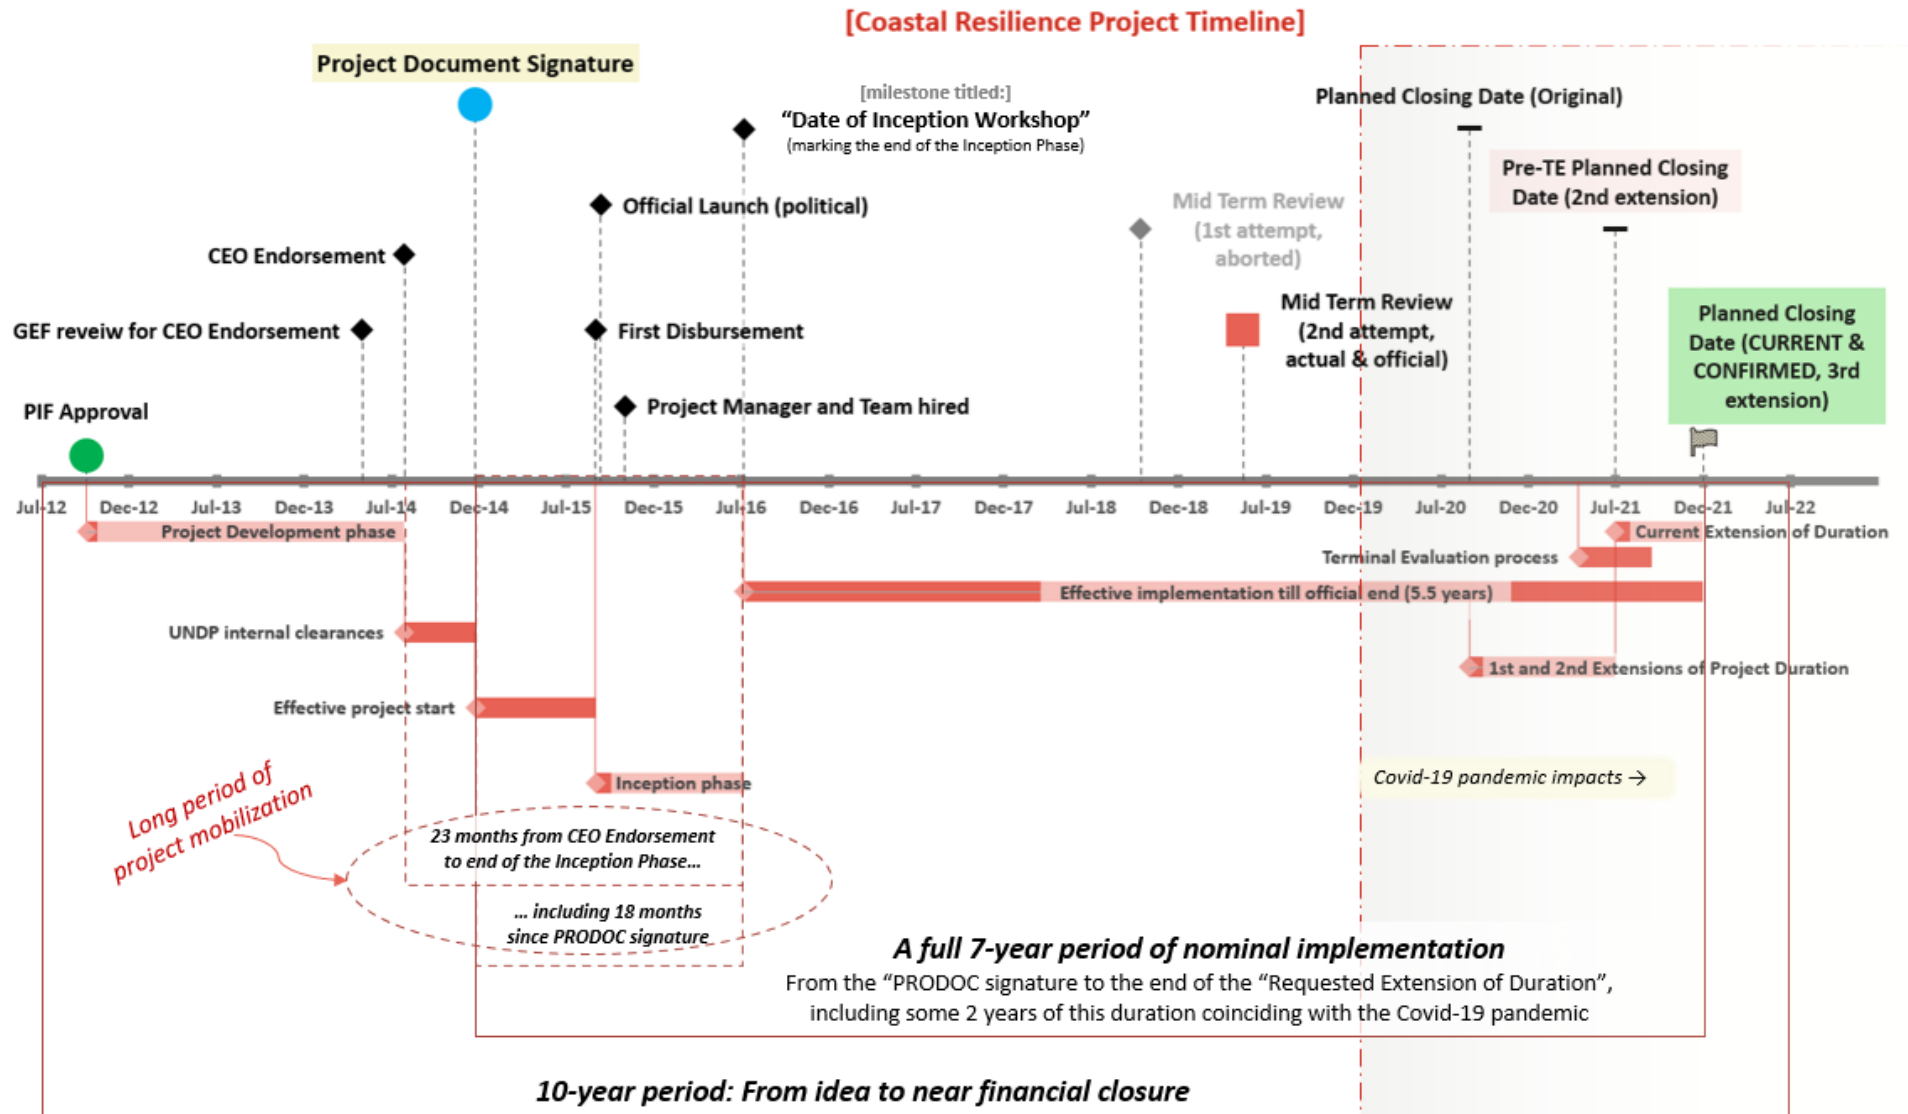 [Coastal Resilience Project Timeline]
Project Document Signature
[milestone titled:]
“Date of Inception Workshop”
(marking the end of the Inception Phase)
Planned Closing Date (Original)
Pre-TE Planned Closing
Date (2nd extension)
Official Launch (political)
Mid Term Review
(1st attempt,
aborted)
CEO Endorsement
GEF reveiw for CEO Endorsement
First Disbursement
Mid Term Review
(2nd attempt,
actual & official)
Planned Closing
Date (CURRENT &
CONFIRMED, 3rd
extension)
PIF Approval
Project Manager and Team hired
Jul-12 Dec-12 Jul-13 Dec-13 Jul-14 Dec-14 Jul-15 Dec-15 Jul-16 Dec-16 Jul-17 Dec-17 Jul-18 Dec-18 Jul-19 Dec-19 Jul-20 Dec-20 Jul-21 Dec-21 Jul-22
Project Development phase
Current Extension of Duration
Terminal Evaluation process
Effective implementation till official end (5.5 years)
UNDP internal clearances
1st and 2nd Extensions of Project Duration
Effective project start
Inception phase
Covid-19 pandemic impacts →
Long period of
project mobilization
23 months from CEO Endorsement
to end of the Inception Phase...
... including 18 months
since PRODOC signature
A full 7-year period of nominal implementation
From the “PRODOC signature to the end of the “Requested Extension of Duration”,
including some 2 years of this duration coinciding with the Covid-19 pandemic
10-year period: From idea to near financial closure